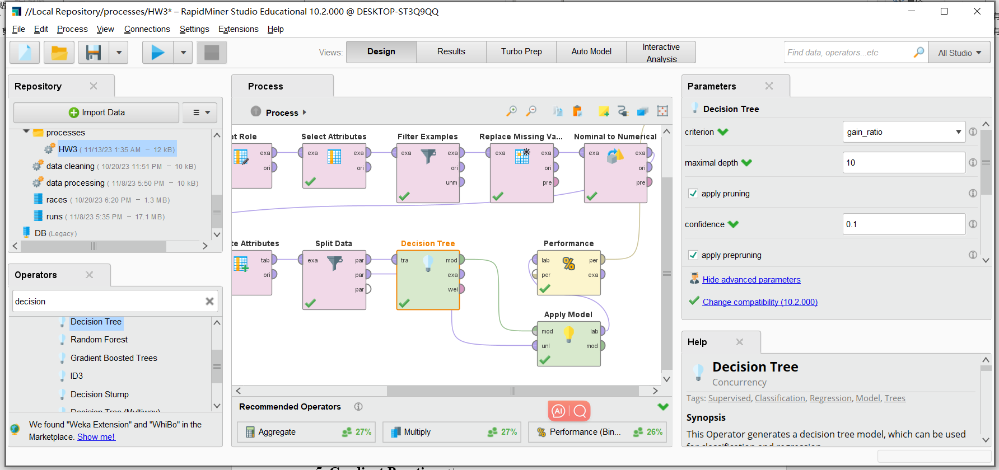 //Local Repository/processes/HW3* – RapidMiner Studio Educational 10.2.000 @ DESKTOP-ST3Q9QQ
File Edit Process View Connections Settings Extensions Help
Views: Design Results Turbo Prep Auto Model Interactive Analysis
Find data, operators...etc
All Studio
Repository
Import Data
processes
HW3 ( 11/13/23 1:35 AM – 12 kB)
data cleaning ( 10/20/23 11:51 PM – 10 kB)
data processing ( 11/8/23 5:50 PM – 10 kB)
races ( 10/20/23 6:20 PM – 1.3 MB)
runs ( 11/8/23 5:35 PM – 17.1 MB)
DB (Legacy)
Operators
decision
Decision Tree
Random Forest
Gradient Boosted Trees
ID3
Decision Stump
Decision Tree (Multiway)
We found "Weka Extension" and "WhiBo" in the
Marketplace. Show me!
Process
Process
et Role
exa
ori
Select Attributes
exa exa
ori
Filter Examples
exa exa
ori
unm
Replace Missing Va...
exa exa
ori
pre
Nominal to Numerical
exa exa
ori
pre
te Attributes
tab
ori
Split Data
exa par
par
par
Decision Tree
tra mod
exa
wei
Performance
lab per
per exa
Apply Model
mod lab
unl mod
Recommended Operators
AI
Aggregate 27%
Multiply 27%
Performance (Bin... 26%
Parameters
Decision Tree
criterion gain_ratio
maximal depth 10
apply pruning
confidence 0.1
apply prepruning
Hide advanced parameters
Change compatibility (10.2.000)
Help
Decision Tree
Concurrency
Tags: Supervised, Classification, Regression, Model, Trees
Synopsis
This Operator generates a decision tree model, which can be used
for classification and regression.